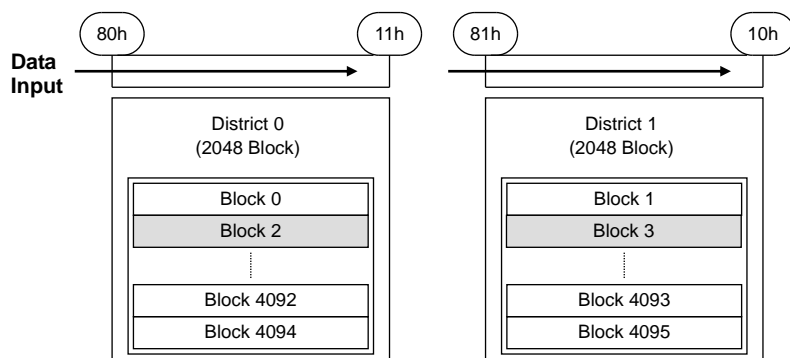 80h 11h 81h 10h
Data
Input
District 0
(2048 Block)
Block 0
Block 2
Block 4092
Block 4094
District 1
(2048 Block)
Block 1
Block 3
Block 4093
Block 4095